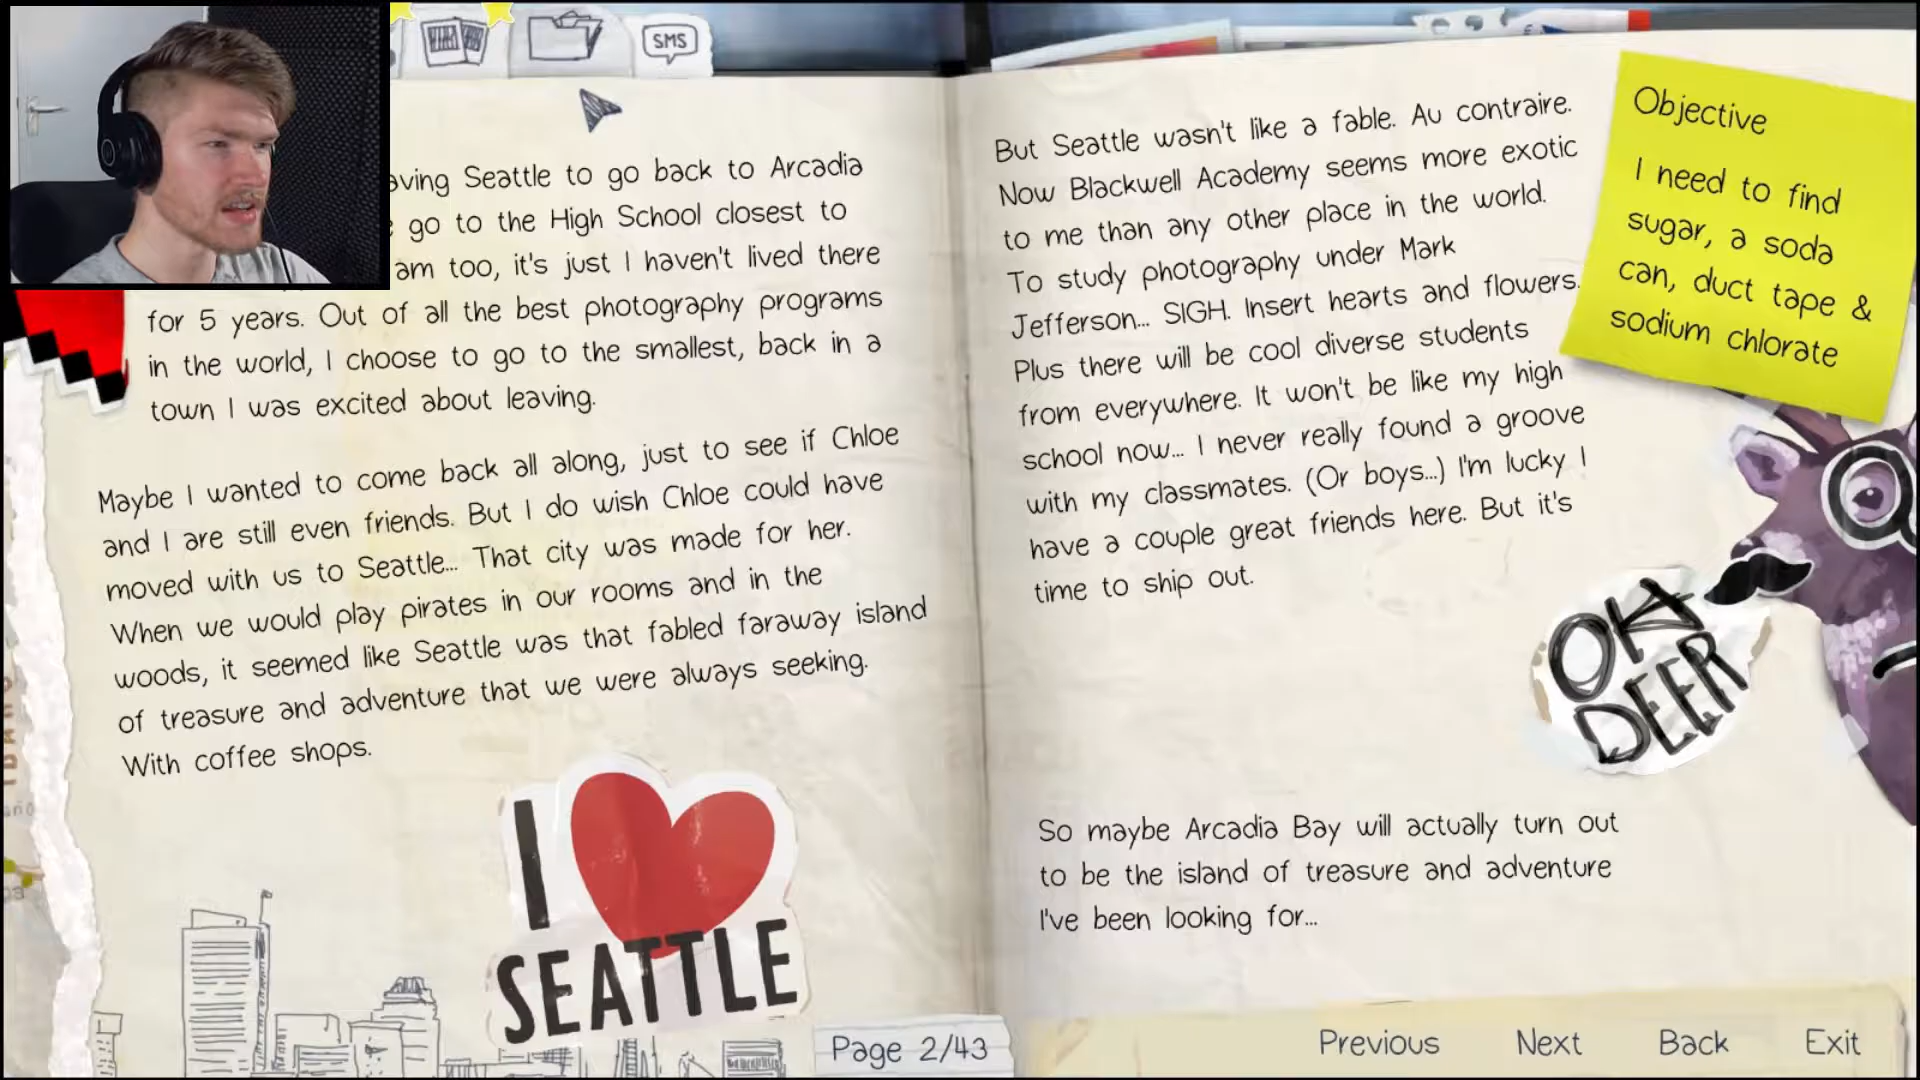 SMS
aving Seattle to go back to Arcadia
go to the High School closest to
am too, it's just I haven't lived there
for 5 years. Out of all the best photography programs
in the world, I choose to go to the smallest, back in a
town I was excited about leaving.
Maybe I wanted to come back all along, just to see if Chloe
and I are still even friends. But I do wish Chloe could have
moved with us to Seattle... That city was made for her.
When we would play pirates in our rooms and in the
woods, it seemed like Seattle was that fabled faraway island
of treasure and adventure that we were always seeking.
With coffee shops.
I
SEATTLE
Page 2/43
But Seattle wasn't like a fable. Au contraire.
Now Blackwell Academy seems more exotic
to me than any other place in the world.
To study photography under Mark
Jefferson... SIGH. Insert hearts and flowers.
Plus there will be cool diverse students
from everywhere. It won't be like my high
school now... I never really found a groove
with my classmates. (Or boys...) I'm lucky I
have a couple great friends here. But it's
time to ship out.
So maybe Arcadia Bay will actually turn out
to be the island of treasure and adventure
I've been looking for...
Objective
I need to find
sugar, a soda
can, duct tape &
sodium chlorate
OH
DEER
Previous Next Back Exit